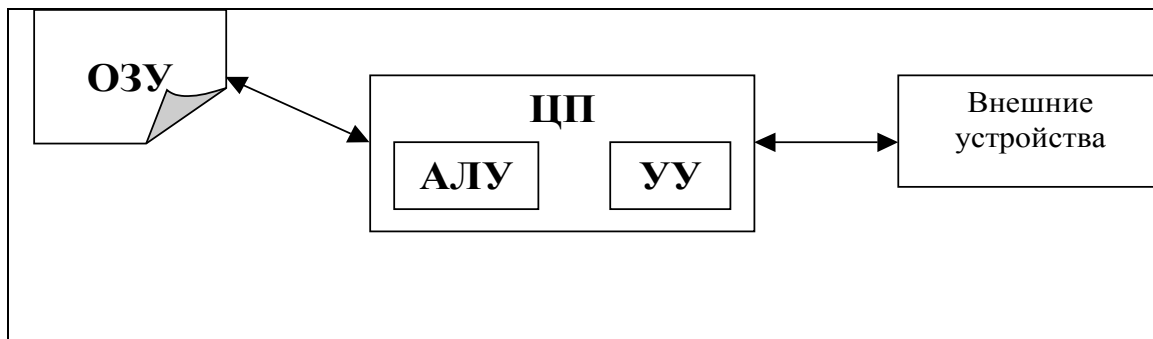 ОЗУ
ЦП
АЛУ
УУ
Внешние
устройства